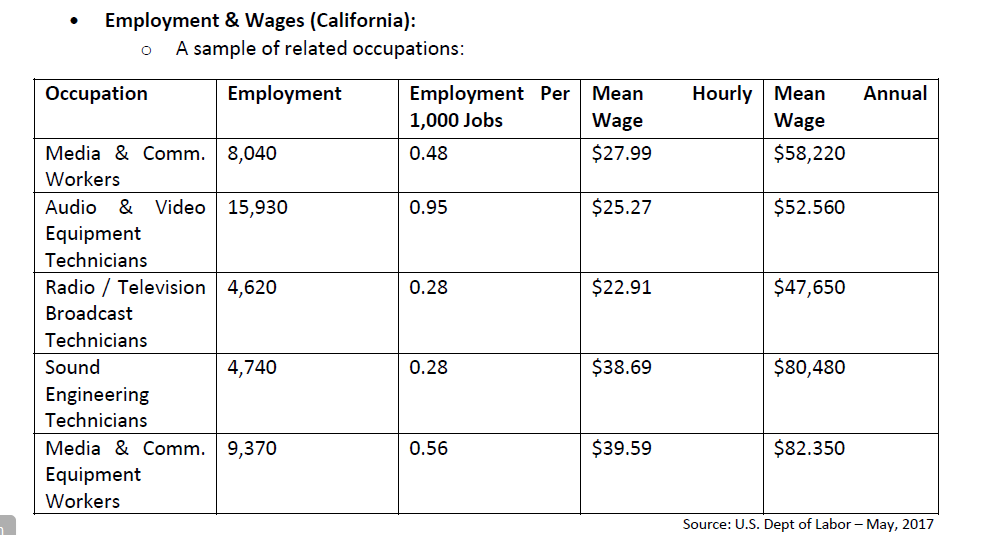 • Employment & Wages (California):
o A sample of related occupations:
Occupation Employment Employment Per Mean Hourly Mean Annual
1,000 Jobs Wage Wage
Media & Comm. 8,040 0.48 $27.99 $58,220
Workers
Audio & Video 15,930 0.95 $25.27 $52.560
Equipment
Technicians
Radio / Television 4,620 0.28 $22.91 $47,650
Broadcast
Technicians
Sound 4,740 0.28 $38.69 $80,480
Engineering
Technicians
Media & Comm. 9,370 0.56 $39.59 $82.350
Equipment
Workers
Source: U.S. Dept of Labor – May, 2017